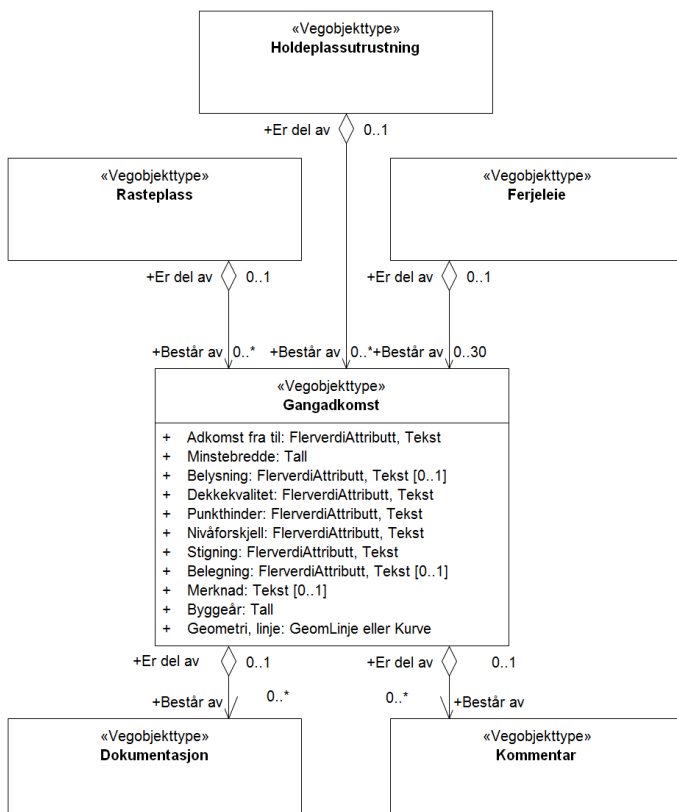 «Vegobjekttype»
Holdeplassutrustning
+Er del av 0..1
«Vegobjekttype»
Rasteplass
«Vegobjekttype»
Ferjeleie
+Er del av 0..1
+Er del av 0..1
+Består av 0..*
+Består av 0..*
+Består av 0..30
«Vegobjekttype»
Gangadkomst
+ Adkomst fra til: FlerverdiAttributt, Tekst
+ Minstebredde: Tall
+ Belysning: FlerverdiAttributt, Tekst [0..1]
+ Dekkekvalitet: FlerverdiAttributt, Tekst
+ Punkthinder: FlerverdiAttributt, Tekst
+ Nivåforskjell: FlerverdiAttributt, Tekst
+ Stigning: FlerverdiAttributt, Tekst
+ Belegning: FlerverdiAttributt, Tekst [0..1]
+ Merknad: Tekst [0..1]
+ Byggeår: Tall
+ Geometri, linje: GeomLinje eller Kurve
+Er del av 0..1
+Er del av 0..1
+Består av 0..*
0..* +Består av
«Vegobjekttype»
Dokumentasjon
«Vegobjekttype»
Kommentar